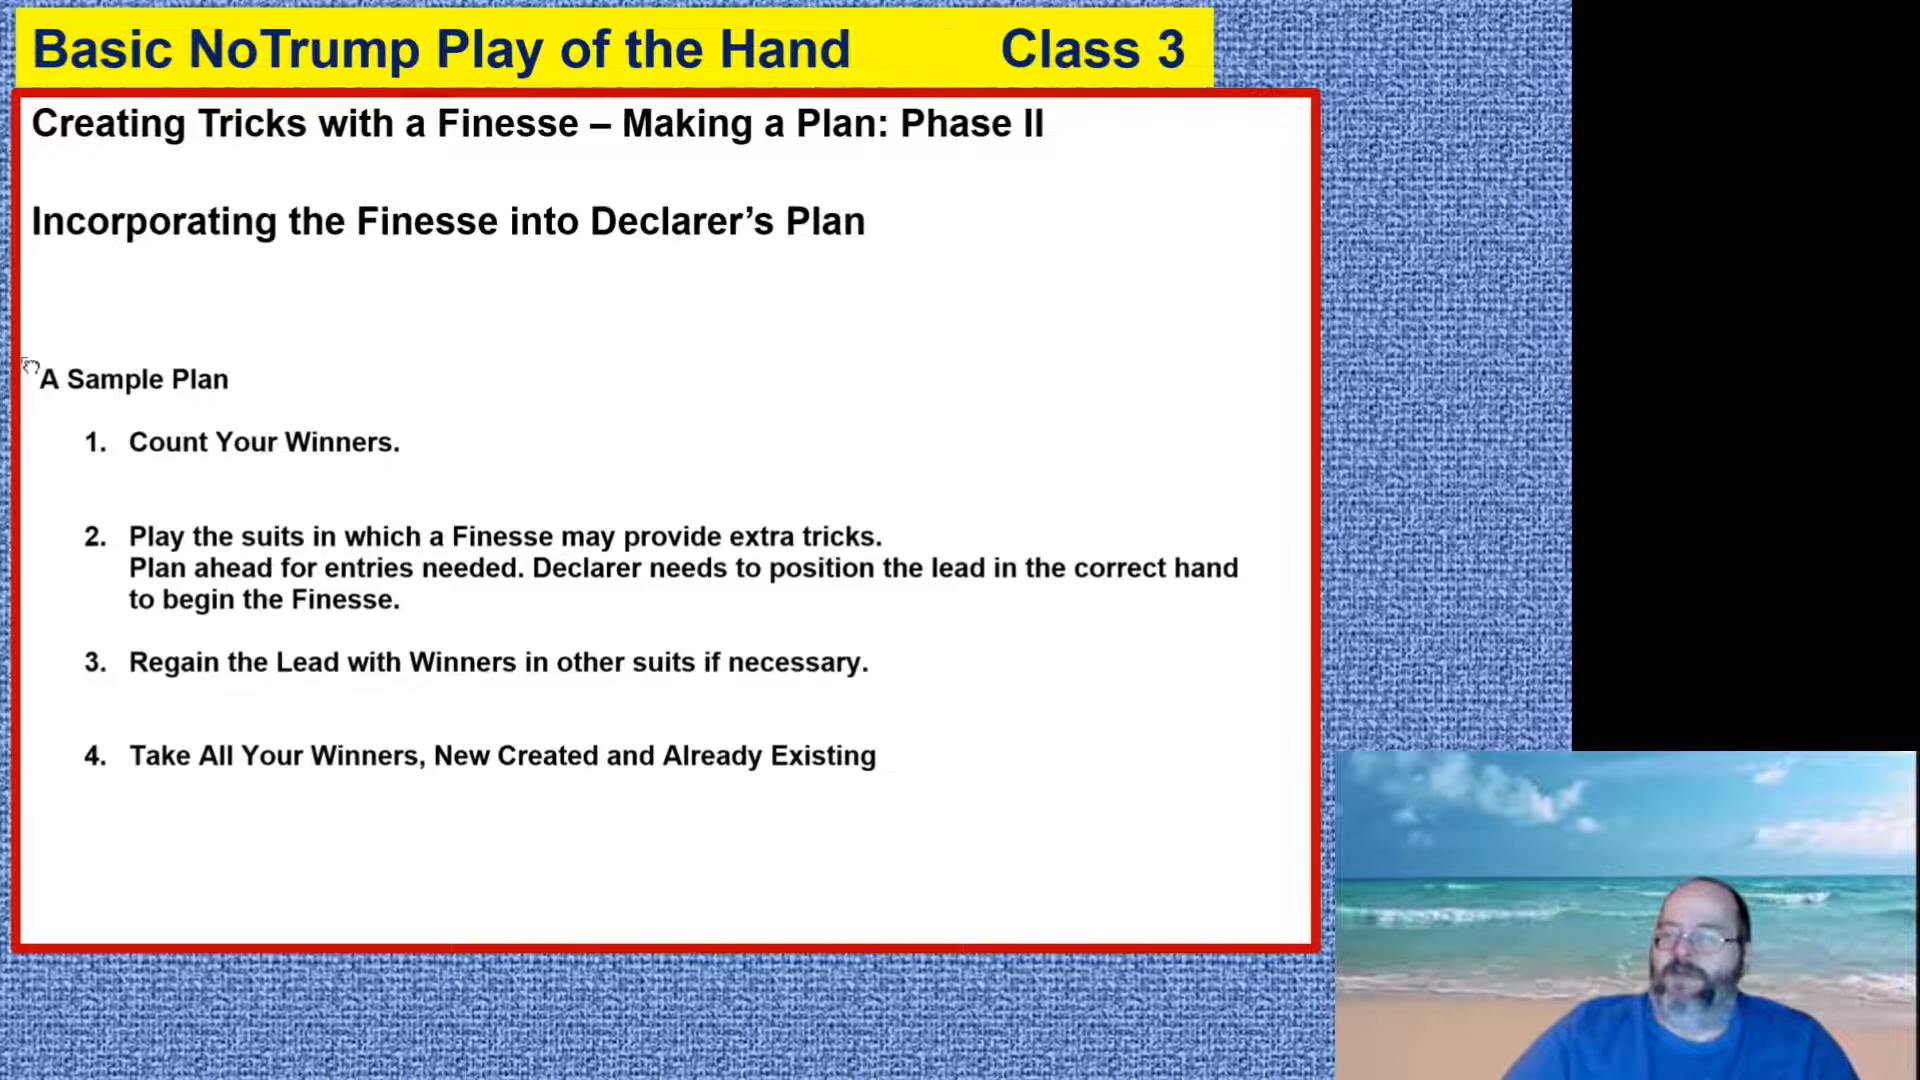 Basic NoTrump Play of the Hand Class 3
Creating Tricks with a Finesse – Making a Plan: Phase II
Incorporating the Finesse into Declarer’s Plan
A Sample Plan
1. Count Your Winners.
2. Play the suits in which a Finesse may provide extra tricks.
Plan ahead for entries needed. Declarer needs to position the lead in the correct hand
to begin the Finesse.
3. Regain the Lead with Winners in other suits if necessary.
4. Take All Your Winners, New Created and Already Existing